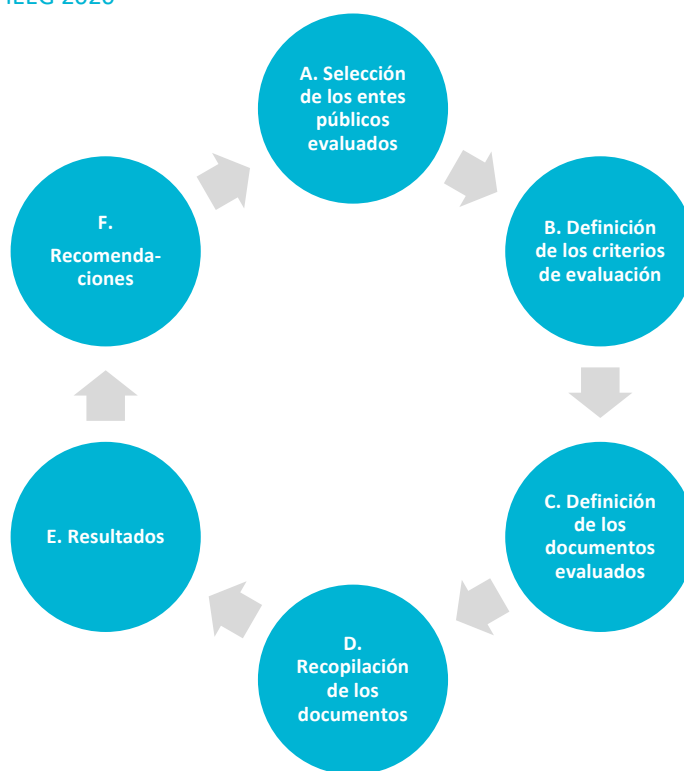 A. Selección
de los entes
públicos
evaluados
B. Definición
de los criterios
de evaluación
C. Definición
de los
documentos
evaluados
D.
Recopilación
de los
documentos
E. Resultados
F.
Recomenda-
ciones